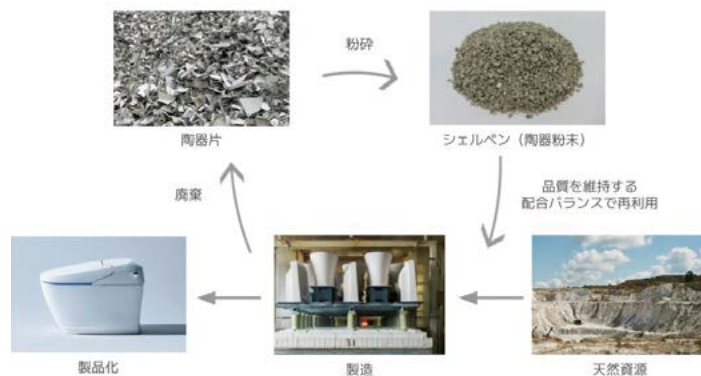 粉砕
陶器片
シェルベン（陶器粉末）
廃棄
品質を維持する
配合バランスで再利用
製品化
製造
天然資源